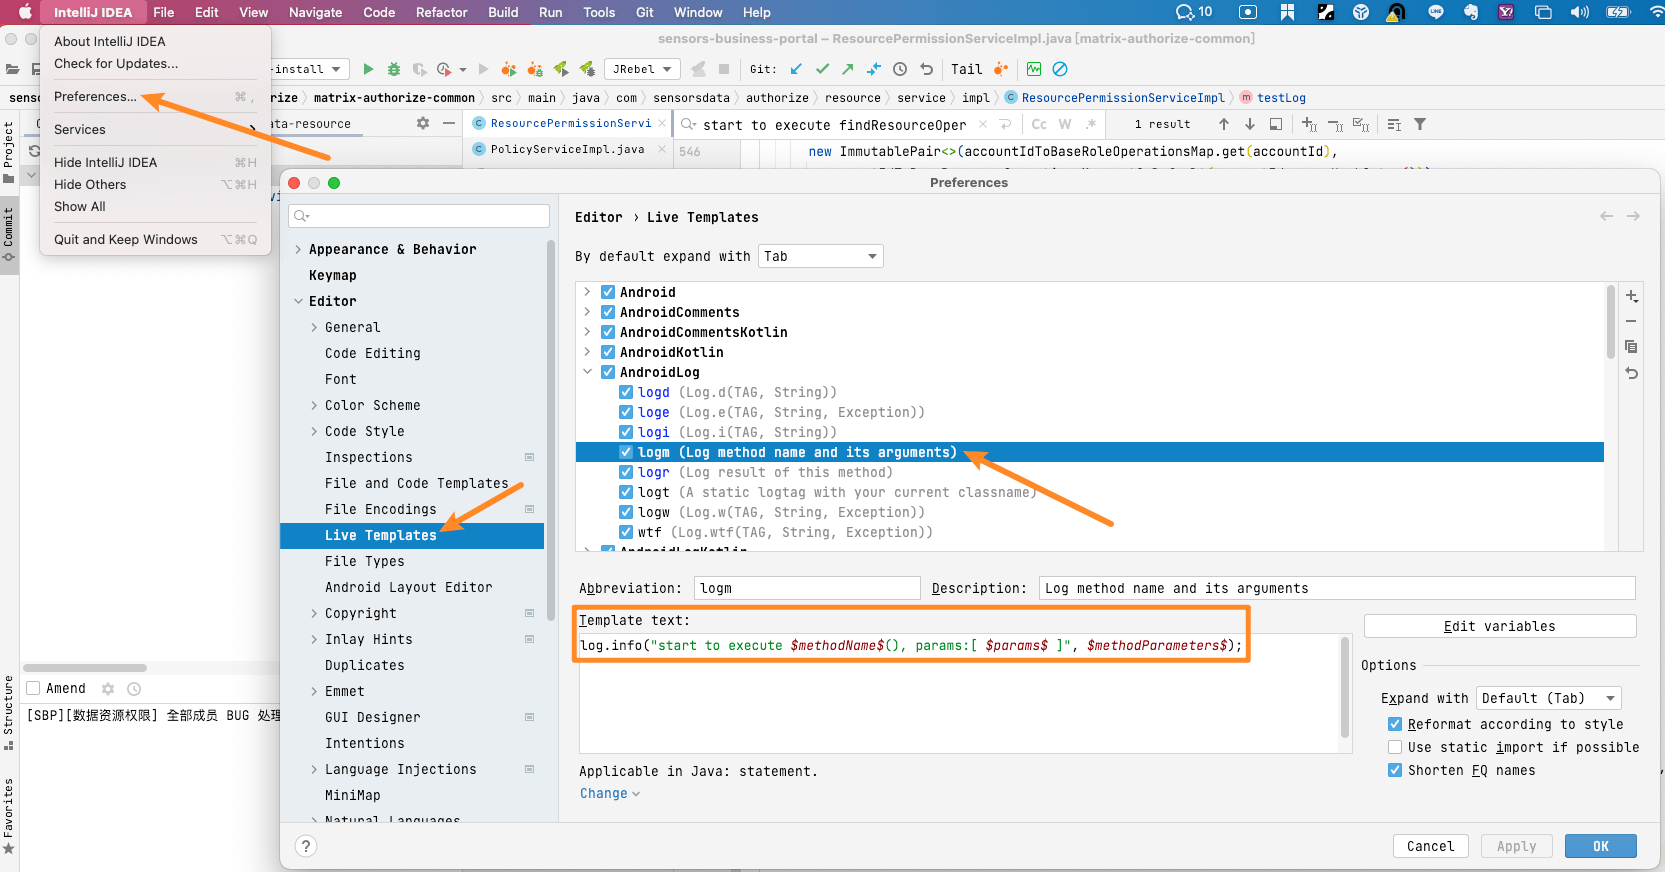 IntelliJ IDEA File Edit View Navigate Code Refactor Build Run Tools Git Window Help 10
sensors-business-portal – ResourcePermissionServiceImpl.java [matrix-authorize-common]
About IntelliJ IDEA
Check for Updates...
Preferences... ⌘ ,
Services
Hide IntelliJ IDEA ⌘H
Hide Others ⌥⌘H
Show All
Quit and Keep Windows ⌥⌘Q
-install JRebel Git: Tail
rize matrix-authorize-common src main java com sensorsdata authorize resource service impl ResourcePermissionServiceImpl testLog
ata-resource
ResourcePermissionServi
PolicyServiceImpl.java
start to execute findResourceOper Cc W .* 1 result
546 new ImmutablePair<>(accountIdToBaseRoleOperationsMap.get(accountId),
Project
Commit
Structure
Favorites
Amend
[SBP][数据资源权限] 全部成员 BUG 处理
Preferences
Appearance & Behavior
Keymap
Editor
General
Code Editing
Font
Color Scheme
Code Style
Inspections
File and Code Templates
File Encodings
Live Templates
File Types
Android Layout Editor
Copyright
Inlay Hints
Duplicates
Emmet
GUI Designer
Intentions
Language Injections
MiniMap
Natural Languages
Editor › Live Templates
By default expand with Tab
Android
AndroidComments
AndroidCommentsKotlin
AndroidKotlin
AndroidLog
logd (Log.d(TAG, String))
loge (Log.e(TAG, String, Exception))
logi (Log.i(TAG, String))
logm (Log method name and its arguments)
logr (Log result of this method)
logt (A static logtag with your current classname)
logw (Log.w(TAG, String, Exception))
wtf (Log.wtf(TAG, String, Exception))
AndroidLogKotlin
Abbreviation: logm Description: Log method name and its arguments
Template text:
log.info("start to execute $methodName$(), params:[ $params$ ]", $methodParameters$);
Edit variables
Options
Expand with Default (Tab)
Reformat according to style
Use static import if possible
Shorten FQ names
Applicable in Java: statement.
Change
? Cancel Apply OK